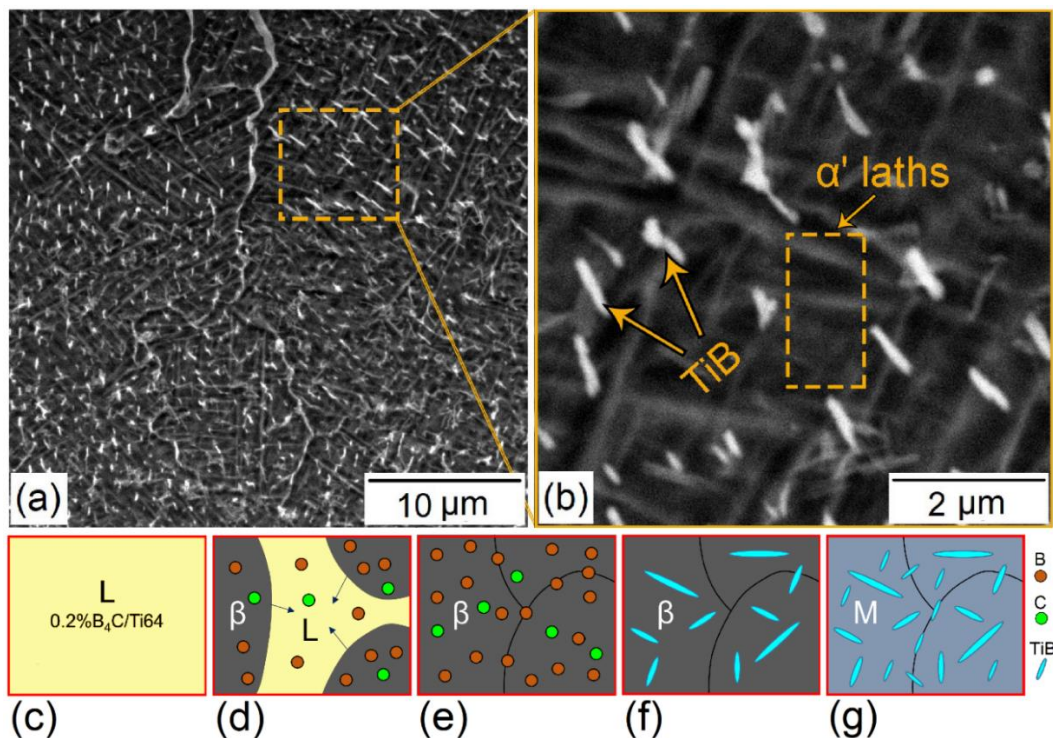 α' laths
TiB
(a)
10 µm
(b)
2 µm
L
0.2%B₄C/Ti64
β
L
β
β
M
B
C
TiB
(c)
(d)
(e)
(f)
(g)